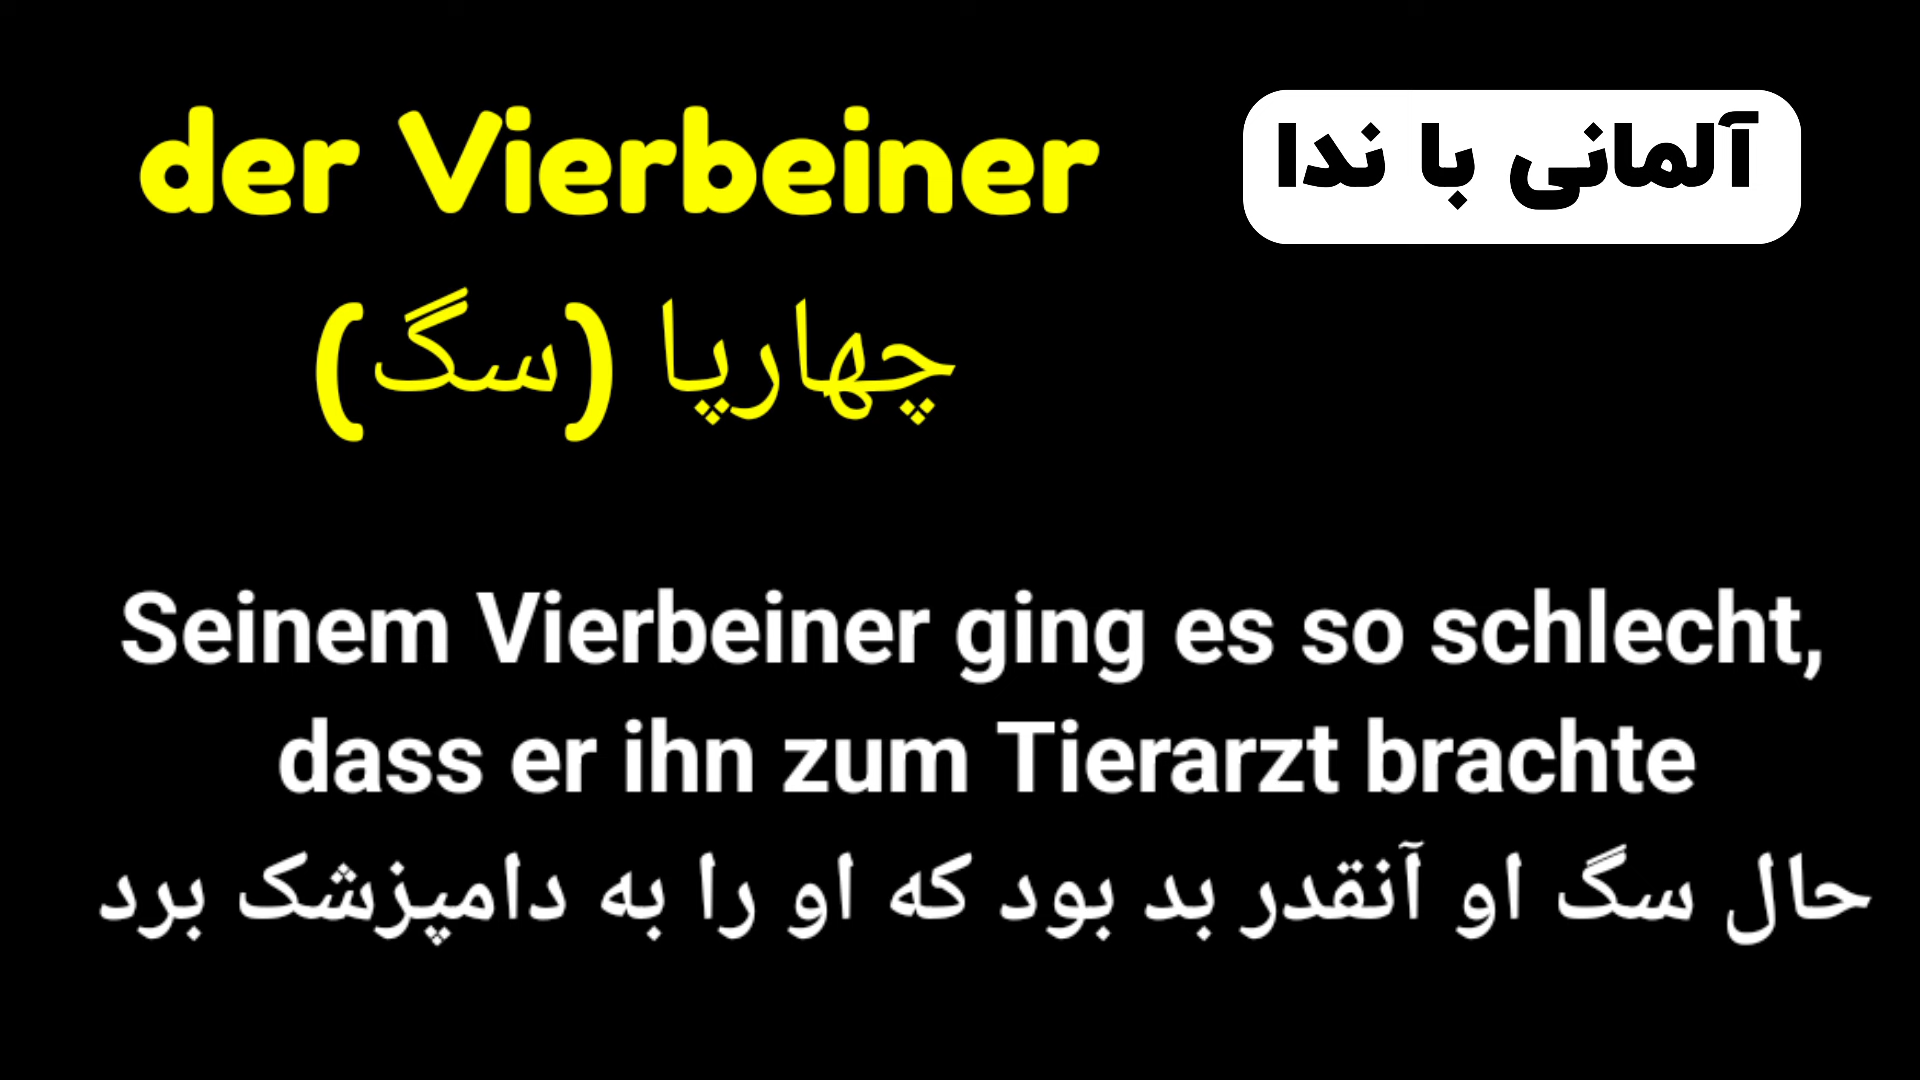 der Vierbeiner
آلمانی با ندا
چهارپا (سگ)
Seinem Vierbeiner ging es so schlecht,
dass er ihn zum Tierarzt brachte
حال سگ او آنقدر بد بود که او را به دامپزشک برد